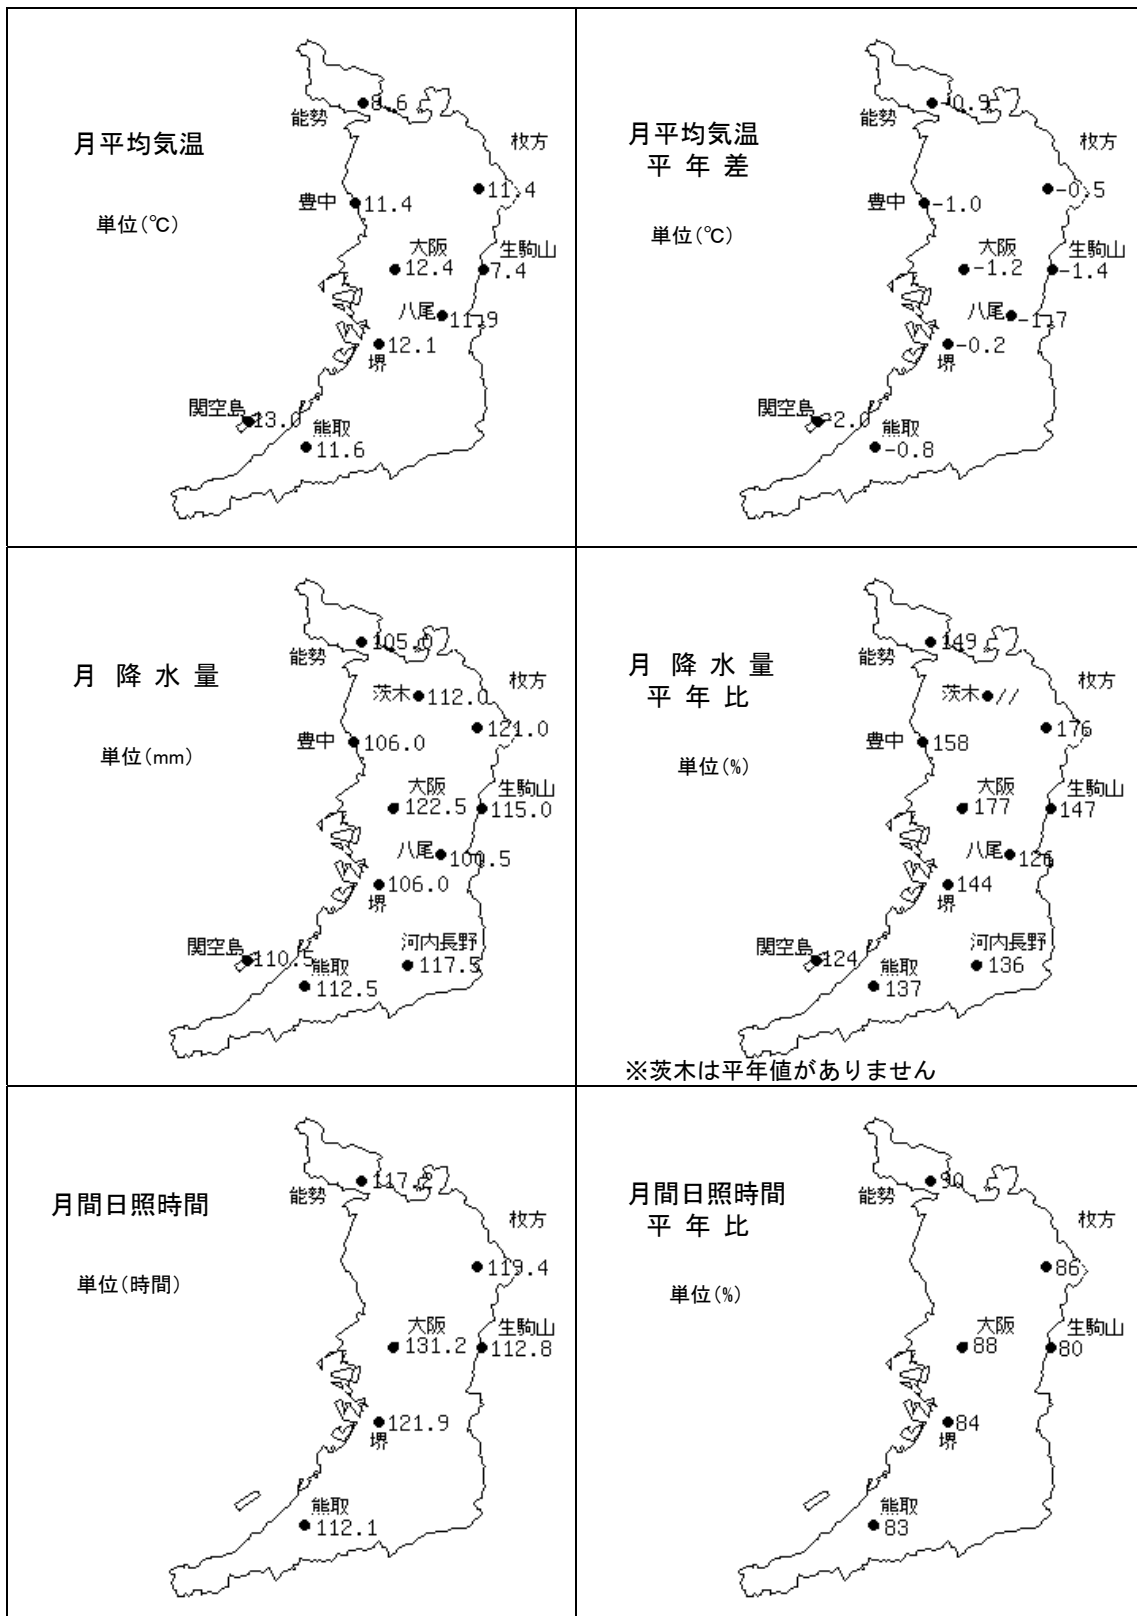 月平均気温
単位(℃)
能勢
8.6
枚方
11.4
豊中
11.4
大阪
12.4
生駒山
7.4
八尾
11.9
12.1
堺
関空島
13.0
熊取
11.6
月平均気温
平年差
単位(℃)
能勢
-0.9
枚方
-0.5
豊中
-1.0
大阪
-1.2
生駒山
-1.4
八尾
-1.7
-0.2
堺
関空島
-2.0
熊取
-0.8
月降水量
単位(mm)
105.0
能勢
枚方
茨木
112.0
121.0
豊中
106.0
大阪
122.5
生駒山
115.0
八尾
100.5
106.0
堺
関空島
110.5
河内長野
117.5
熊取
112.5
月降水量
平年比
単位(%)
149
能勢
枚方
茨木
//
176
豊中
158
大阪
177
生駒山
147
八尾
126
144
堺
関空島
124
河内長野
136
熊取
137
※茨木は平年値がありません
月間日照時間
単位(時間)
117.2
能勢
枚方
119.4
大阪
131.2
生駒山
112.8
121.9
堺
熊取
112.1
月間日照時間
平年比
単位(%)
90
能勢
枚方
86
大阪
88
生駒山
80
84
堺
熊取
83